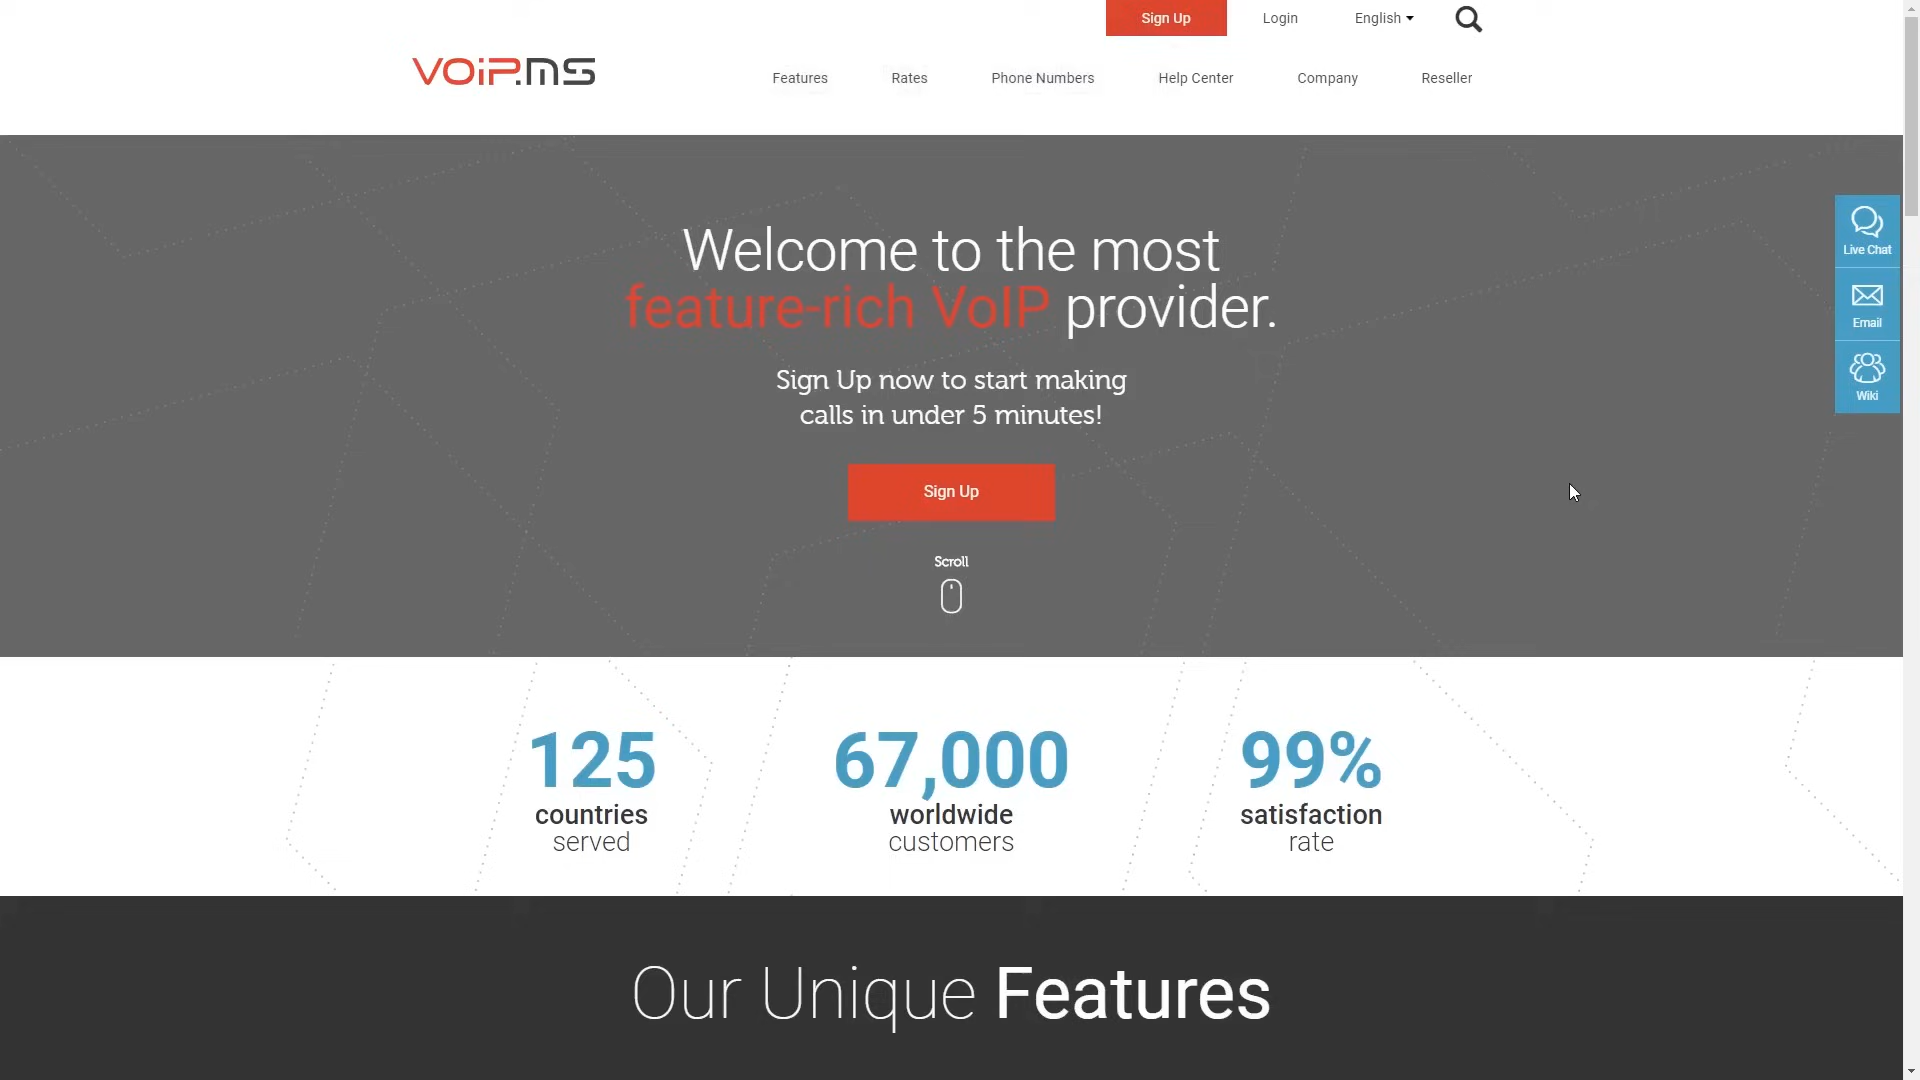 Sign Up
Login
English
VOIP.MS
Features
Rates
Phone Numbers
Help Center
Company
Reseller
Welcome to the most
feature-rich VoIP provider.
Sign Up now to start making
calls in under 5 minutes!
Sign Up
Scroll
Live Chat
Email
Wiki
125
countries
served
67,000
worldwide
customers
99%
satisfaction
rate
Our Unique Features